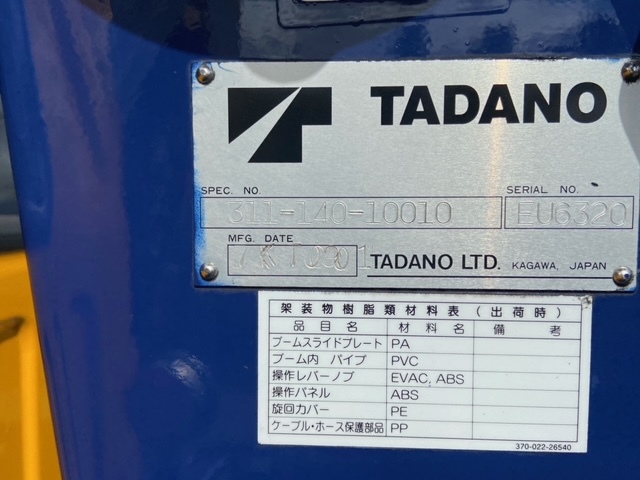 TADANO
SPEC. NO. SERIAL NO.
311-140-10010 EU6320
MFG. DATE
TADANO LTD. KAGAWA, JAPAN
架装物樹脂類材料表(出荷時)
品目名 材料名 備考
ブームスライドプレート PA
ブーム内 パイプ PVC
操作レバーノブ EVAC, ABS
操作パネル ABS
旋回カバー PE
ケーブル・ホース保護部品 PP
370-022-26540